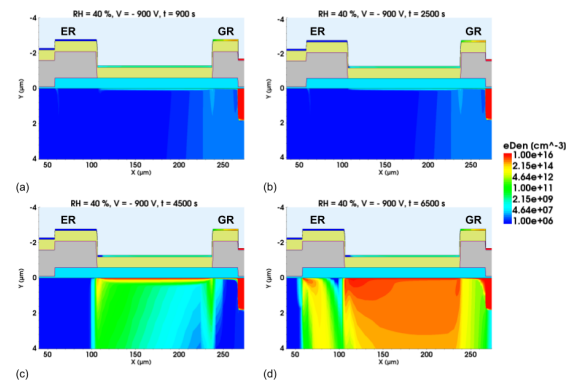 RH = 40 %, V = - 900 V, t = 900 s
ER
GR
-4
-2
0
2
4
Y (µm)
50
100
150
200
250
X (µm)
(a)
RH = 40 %, V = - 900 V, t = 2500 s
ER
GR
-4
-2
0
2
4
Y (µm)
50
100
150
200
250
X (µm)
(b)
eDen (cm^-3)
1.00e+16
2.15e+14
4.64e+12
1.00e+11
2.15e+09
4.64e+07
1.00e+06
RH = 40 %, V = - 900 V, t = 4500 s
ER
GR
-4
-2
0
2
4
Y (µm)
50
100
150
200
250
X (µm)
(c)
RH = 40 %, V = - 900 V, t = 6500 s
ER
GR
-4
-2
0
2
4
Y (µm)
50
100
150
200
250
X (µm)
(d)